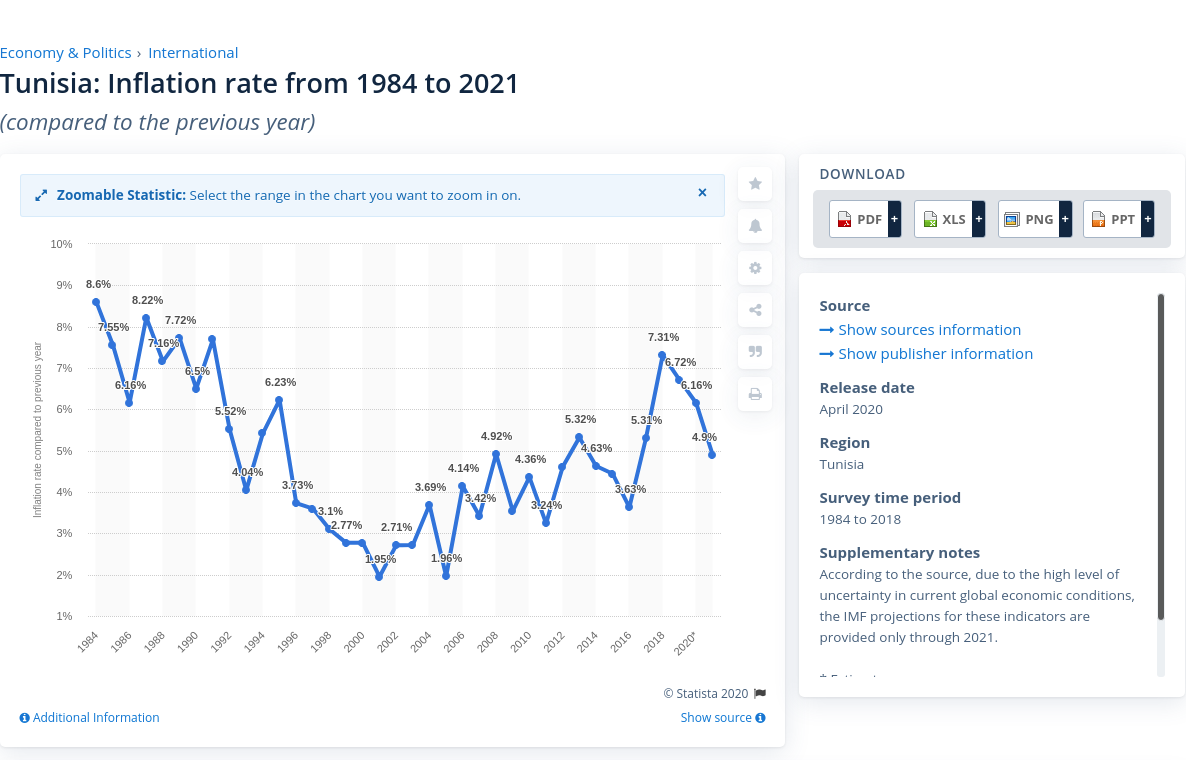 Economy & Politics › International
Tunisia: Inflation rate from 1984 to 2021
(compared to the previous year)
Zoomable Statistic: Select the range in the chart you want to zoom in on.
×
Inflation rate compared to previous year
10%
9%
8%
7%
6%
5%
4%
3%
2%
1%
8.6%
7.55%
6.16%
8.22%
7.16%
7.72%
6.5%
5.52%
4.04%
6.23%
3.73%
3.1%
2.77%
1.95%
2.71%
3.69%
1.96%
4.14%
3.42%
4.92%
4.36%
3.24%
5.32%
4.63%
3.63%
5.31%
7.31%
6.72%
6.16%
4.9%
1984
1986
1988
1990
1992
1994
1996
1998
2000
2002
2004
2006
2008
2010
2012
2014
2016
2018
2020*
© Statista 2020
Additional Information
Show source
DOWNLOAD
PDF + XLS + PNG + PPT +
Source
Show sources information
Show publisher information
Release date
April 2020
Region
Tunisia
Survey time period
1984 to 2018
Supplementary notes
According to the source, due to the high level of
uncertainty in current global economic conditions,
the IMF projections for these indicators are
provided only through 2021.